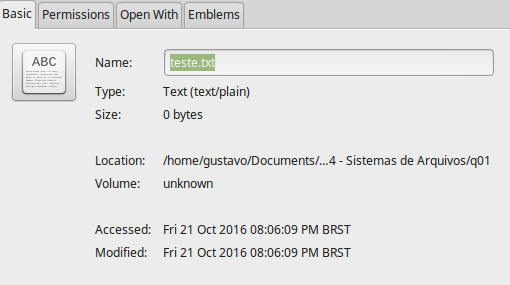 Basic Permissions Open With Emblems
ABC
Name: teste.txt
Type: Text (text/plain)
Size: 0 bytes
Location: /home/gustavo/Documents/...4 - Sistemas de Arquivos/q01
Volume: unknown
Accessed: Fri 21 Oct 2016 08:06:09 PM BRST
Modified: Fri 21 Oct 2016 08:06:09 PM BRST